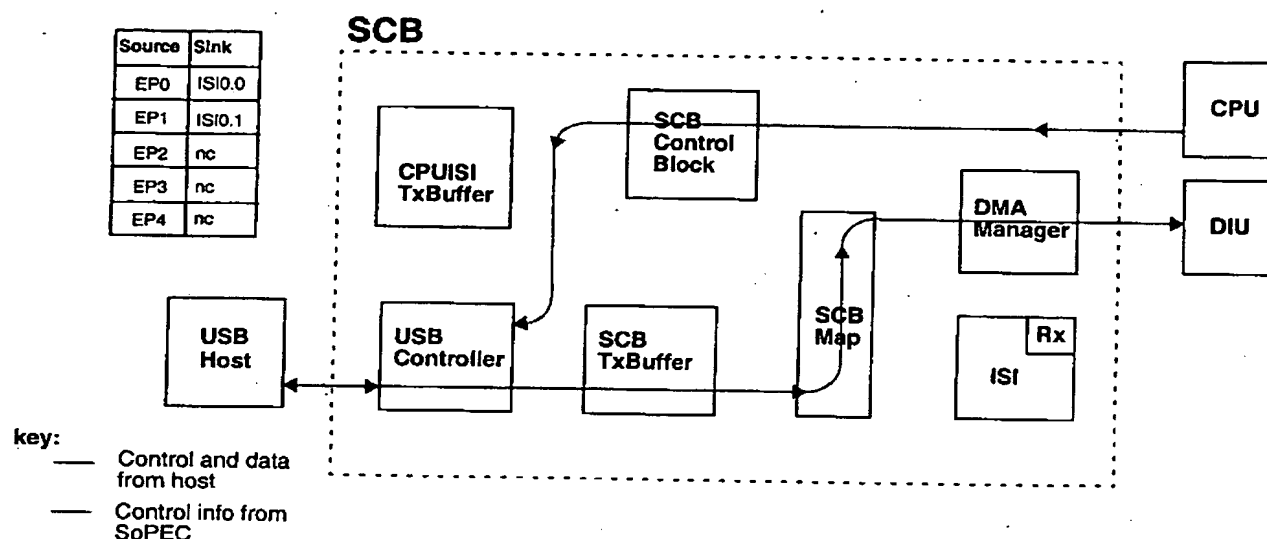 SCB
Source Sink
EP0 ISI0.0
EP1 ISI0.1
EP2 nc
EP3 nc
EP4 nc
CPUISI
TxBuffer
SCB
Control
Block
CPU
DMA
Manager
DIU
USB
Host
USB
Controller
SCB
TxBuffer
SCB
Map
Rx
ISI
key:
Control and data
from host
Control info from
SoPEC